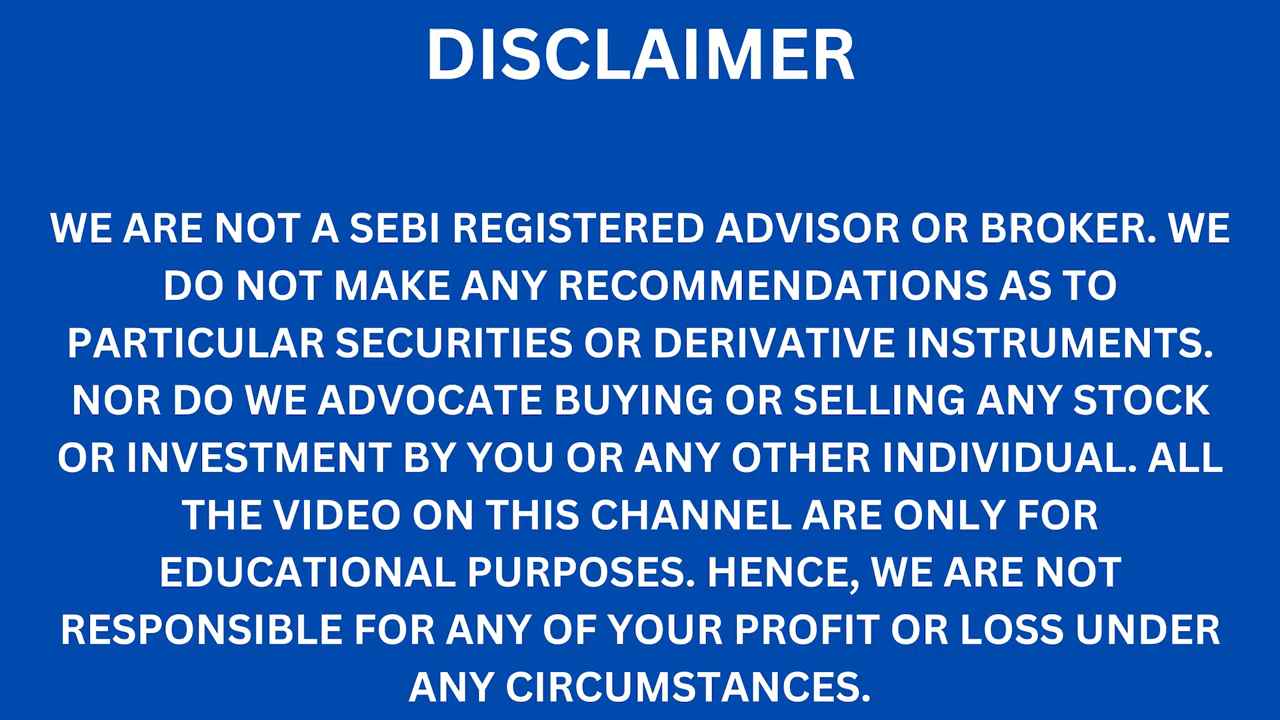 DISCLAIMER
WE ARE NOT A SEBI REGISTERED ADVISOR OR BROKER. WE
DO NOT MAKE ANY RECOMMENDATIONS AS TO
PARTICULAR SECURITIES OR DERIVATIVE INSTRUMENTS.
NOR DO WE ADVOCATE BUYING OR SELLING ANY STOCK
OR INVESTMENT BY YOU OR ANY OTHER INDIVIDUAL. ALL
THE VIDEO ON THIS CHANNEL ARE ONLY FOR
EDUCATIONAL PURPOSES. HENCE, WE ARE NOT
RESPONSIBLE FOR ANY OF YOUR PROFIT OR LOSS UNDER
ANY CIRCUMSTANCES.